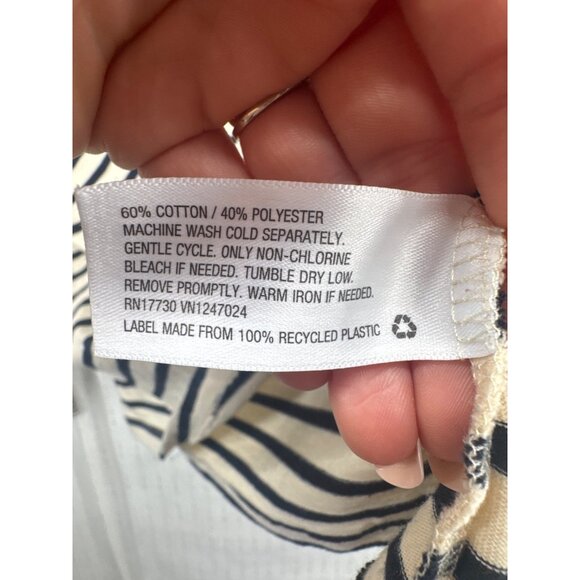 60% COTTON / 40% POLYESTER
MACHINE WASH COLD SEPARATELY.
GENTLE CYCLE. ONLY NON-CHLORINE
BLEACH IF NEEDED. TUMBLE DRY LOW.
REMOVE PROMPTLY. WARM IRON IF NEEDED.
RN17730 VN1247024
LABEL MADE FROM 100% RECYCLED PLASTIC